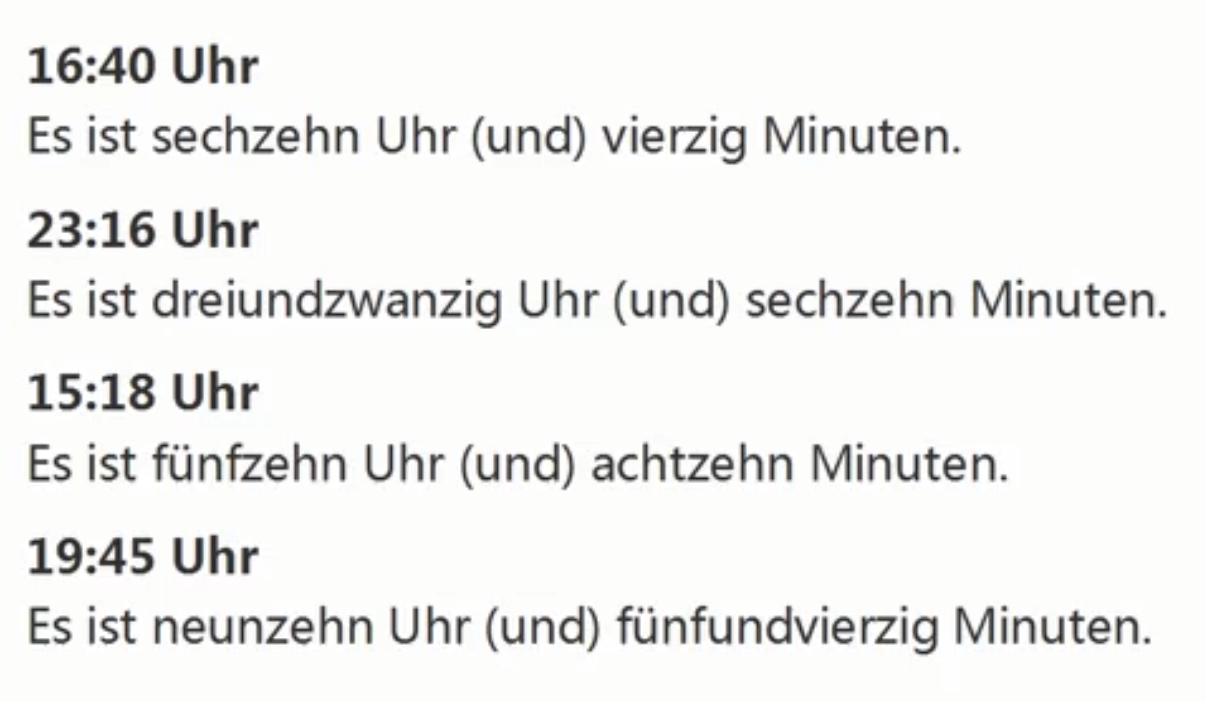 16:40 Uhr
Es ist sechzehn Uhr (und) vierzig Minuten.
23:16 Uhr
Es ist dreiundzwanzig Uhr (und) sechzehn Minuten.
15:18 Uhr
Es ist fünfzehn Uhr (und) achtzehn Minuten.
19:45 Uhr
Es ist neunzehn Uhr (und) fünfundvierzig Minuten.